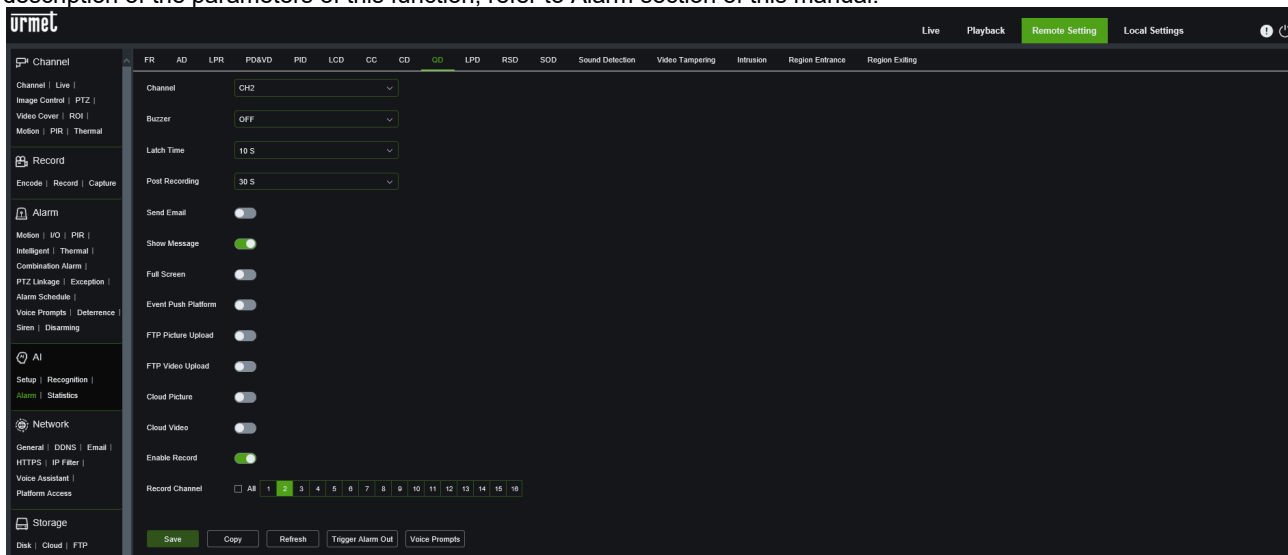 description of the parameters of this function, refer to Alarm section of this manual.
urmet
Live Playback Remote Setting Local Settings
Channel
Channel | Live |
Image Control | PTZ |
Video Cover | ROI |
Motion | PIR | Thermal
Record
Encode | Record | Capture
Alarm
Motion | I/O | PIR |
Intelligent | Thermal |
Combination Alarm |
PTZ Linkage | Exception |
Alarm Schedule |
Voice Prompts | Deterrence |
Siren | Disarming
AI
Setup | Recognition |
Alarm | Statistics
Network
General | DDNS | Email |
HTTPS | IP Filter |
Voice Assistant |
Platform Access
Storage
Disk | Cloud | FTP
FR AD LPR PD&VD PID LCD CC CD QD LPD RSD SOD Sound Detection Video Tampering Intrusion Region Entrance Region Exiting
Channel CH2
Buzzer OFF
Latch Time 10 S
Post Recording 30 S
Send Email
Show Message
Full Screen
Event Push Platform
FTP Picture Upload
FTP Video Upload
Cloud Picture
Cloud Video
Enable Record
Record Channel All 1 2 3 4 5 6 7 8 9 10 11 12 13 14 15 16
Save Copy Refresh Trigger Alarm Out Voice Prompts